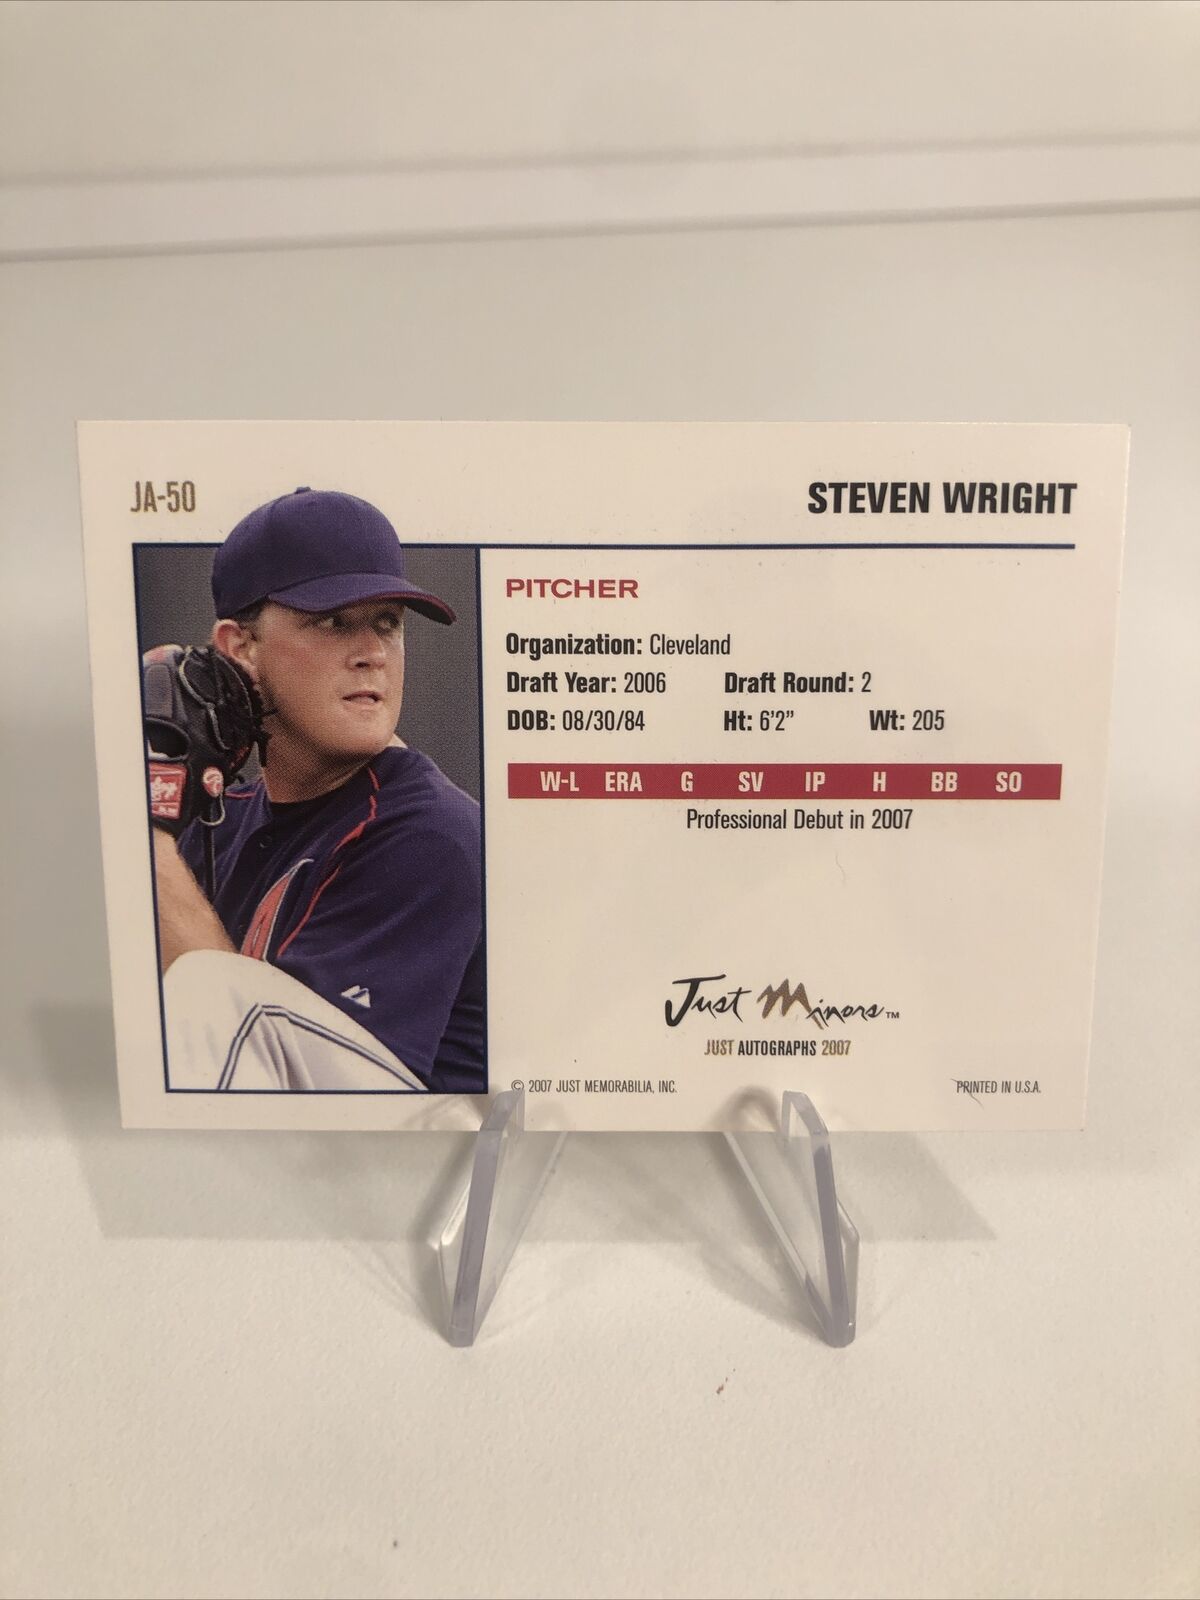 JA-50
STEVEN WRIGHT
PITCHER
Organization: Cleveland
Draft Year: 2006 Draft Round: 2
DOB: 08/30/84 Ht: 6'2” Wt: 205
W-L ERA G SV IP H BB SO
Professional Debut in 2007
Just Minors™
JUST AUTOGRAPHS 2007
© 2007 JUST MEMORABILIA, INC. PRINTED IN U.S.A.